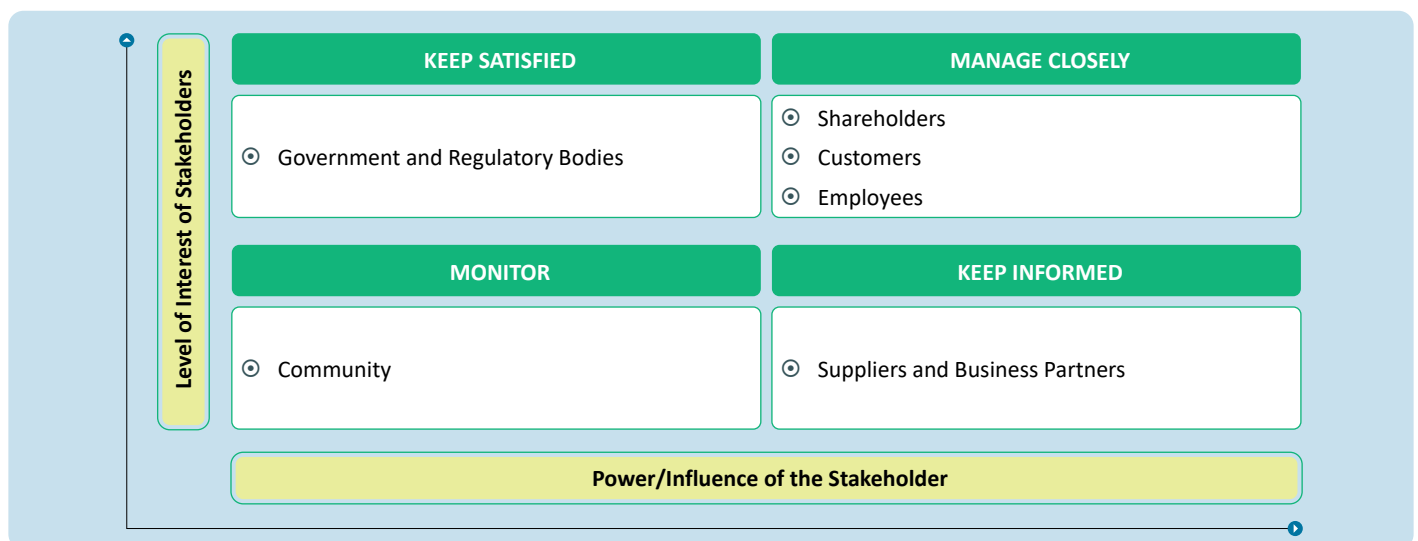 Level of Interest of Stakeholders
KEEP SATISFIED
Government and Regulatory Bodies
MANAGE CLOSELY
Shareholders
Customers
Employees
MONITOR
Community
KEEP INFORMED
Suppliers and Business Partners
Power/Influence of the Stakeholder